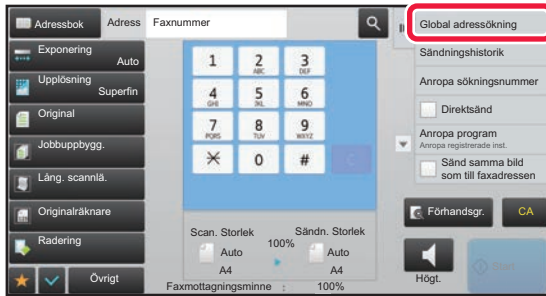 Adressbok
Adress
Faxnummer
Global adressökning
Exponering
Auto
Sändningshistorik
Upplösning
Superfin
Anropa sökningsnummer
Original
Direktsänd
Jobbuppbygg.
Anropa program
Anropa registrerade inst.
Lång. scannlä.
Sänd samma bild
som till faxadressen
Originalräknare
Förhandsgr.
CA
Radering
Övrigt
1
2
ABC
3
DEF
4
GHI
5
JKL
6
MNO
7
PQRS
8
TUV
9
WXYZ
0
#
C
Scan. Storlek
100%
Sändn. Storlek
Auto
Auto
A4
A4
Faxmottagningsminne : 100%
Högt.
Start